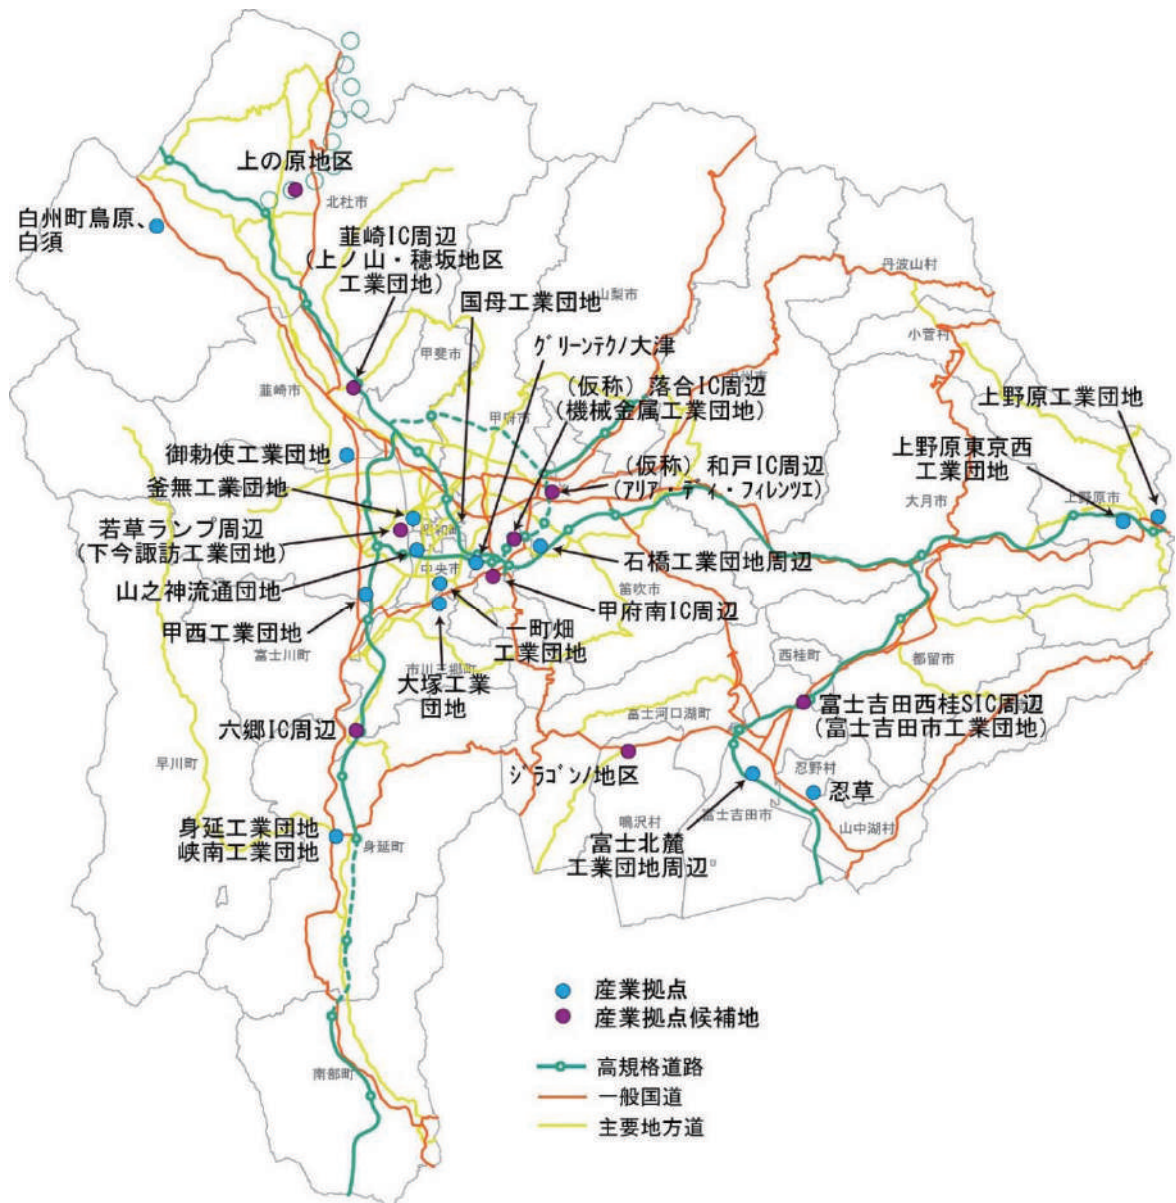 上の原地区
北杜市
白州町鳥原、
白須
韮崎IC周辺
(上ノ山・穂坂地区
工業団地)
国母工業団地
山梨市
丹波山村
小菅村
グリーンテクノ大津
甲斐市
韮崎市
甲府市
甲州市
(仮称)落合IC周辺
(機械金属工業団地)
上野原工業団地
上野原東京西
工業団地
御勅使工業団地
釜無工業団地
(仮称)和戸IC周辺
(アリア・ディ・フィレンツエ)
大月市
上野原市
若草ランプ周辺
(下今諏訪工業団地)
昭和町
中央市
石橋工業団地周辺
山之神流通団地
笛吹市
甲府南IC周辺
甲西工業団地
一町畑
工業団地
富士川町
市川三郷町
西桂町
都留市
大塚工業
団地
六郷IC周辺
富士河口湖町
富士吉田西桂SIC周辺
(富士吉田市工業団地)
早川町
ジラゴンノ地区
忍野村
忍草
鳴沢村
富士吉田市
山中湖村
身延工業団地
峡南工業団地
身延町
富士北麓
工業団地周辺
産業拠点
産業拠点候補地
高規格道路
一般国道
主要地方道
南部町